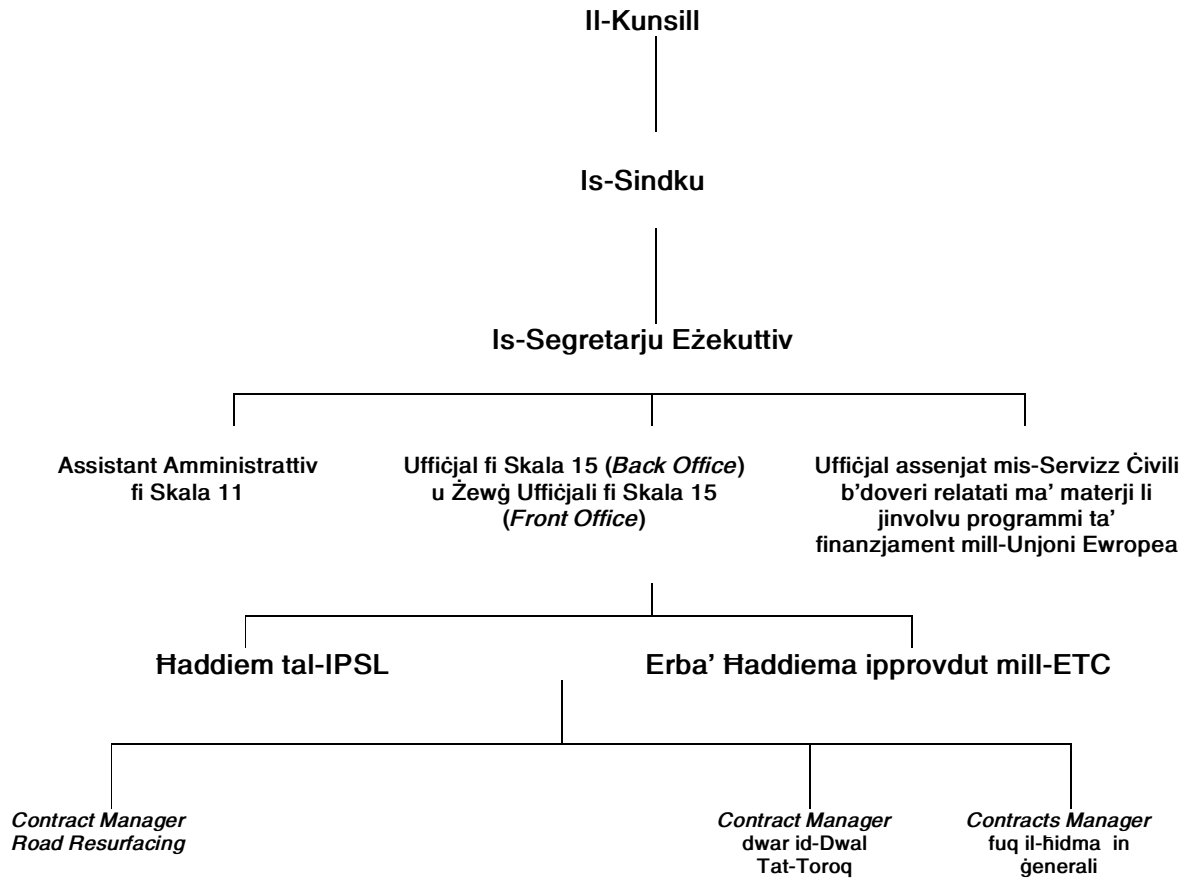 Il-Kunsill
Is-Sindku
Is-Segretarju Eżekuttiv
Assistant Amministrattiv
fi Skala 11
Uffiċjal fi Skala 15 (Back Office)
u Żewġ Uffiċjali fi Skala 15
(Front Office)
Uffiċjal assenjat mis-Servizz Ċivili
b’doveri relatati ma’ materji li
jinvolvu programmi ta’
finanzjament mill-Unjoni Ewropea
Ħaddiem tal-IPSL
Erba’ Ħaddiema ipprovdut mill-ETC
Contract Manager
Road Resurfacing
Contract Manager
dwar id-Dwal
Tat-Toroq
Contracts Manager
fuq il-ħidma in
ġenerali